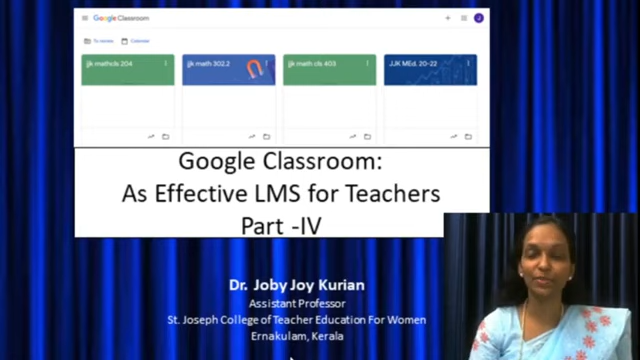 Google Classroom
J
To review
Calendar
jjk mathcfs 204
jjk math 302.2
jjk math cfs 403
JJK MEd. 20-22
Google Classroom:
As Effective LMS for Teachers
Part -IV
Dr. Joby Joy Kurian
Assistant Professor
St. Joseph College of Teacher Education For Women
Ernakulam, Kerala